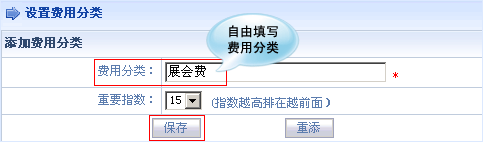 设置费用分类
自由填写
费用分类
添加费用分类
费用分类： 展会费 *
重要指数： 15 (指数越高排在越前面)
保存 重添